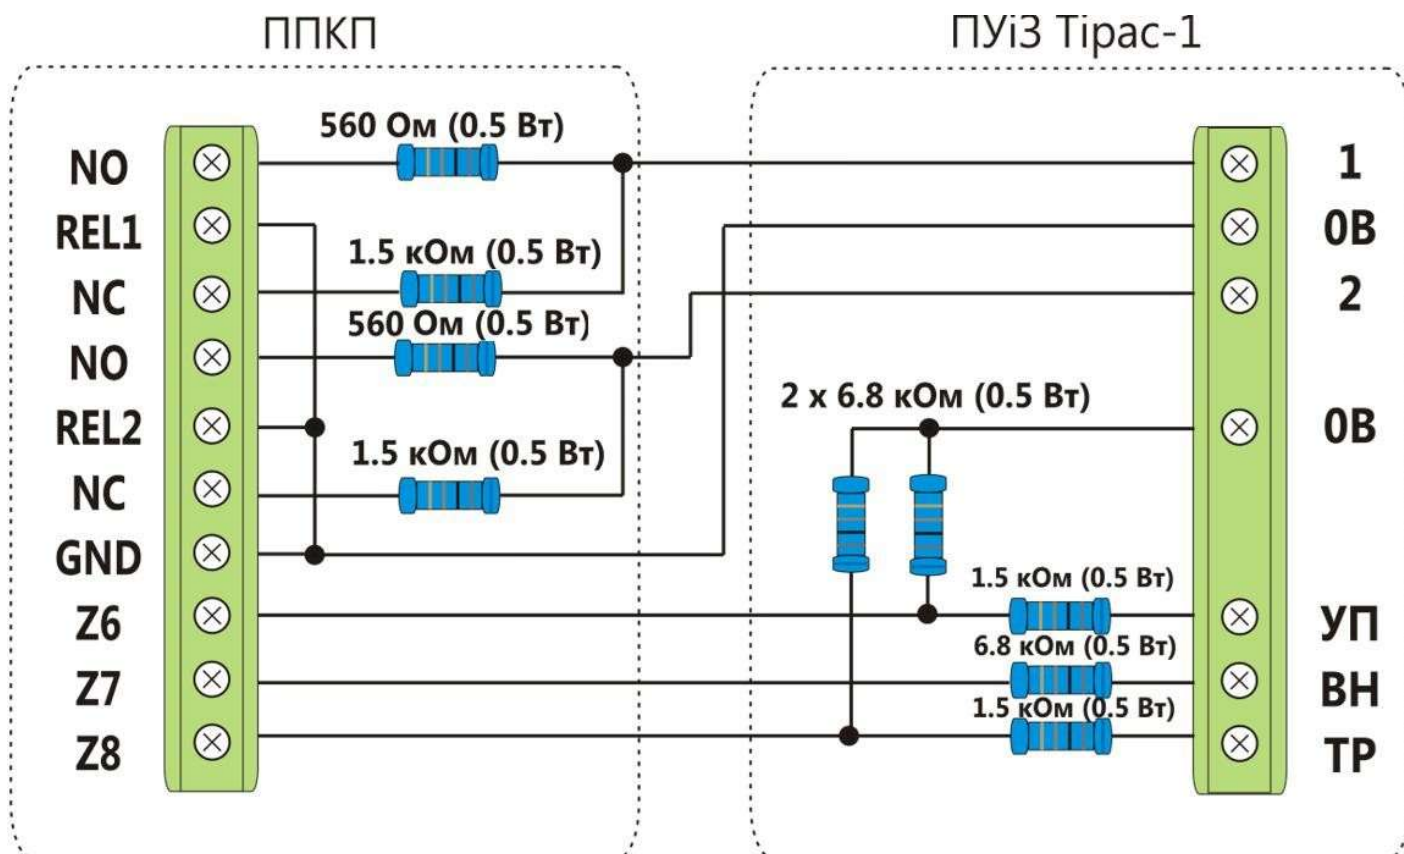 ППКП
ПУіЗ Тірас-1
560 Ом (0.5 Вт)
NO
1
REL1
0В
1.5 кОм (0.5 Вт)
NC
2
560 Ом (0.5 Вт)
NO
2 х 6.8 кОм (0.5 Вт)
REL2
0В
1.5 кОм (0.5 Вт)
NC
GND
1.5 кОм (0.5 Вт)
Z6
УП
6.8 кОм (0.5 Вт)
Z7
ВН
1.5 кОм (0.5 Вт)
Z8
ТР